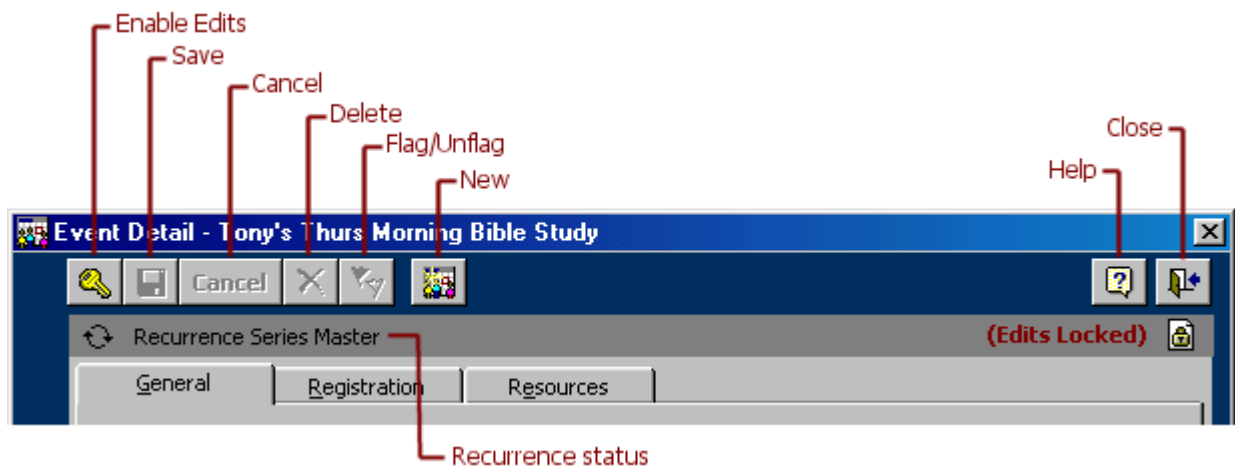 Enable Edits
Save
Cancel
Delete
Close
Flag/Unflag
Help
New
Event Detail - Tony's Thurs Morning Bible Study
Cancel
Recurrence Series Master
(Edits Locked)
General
Registration
Resources
Recurrence status